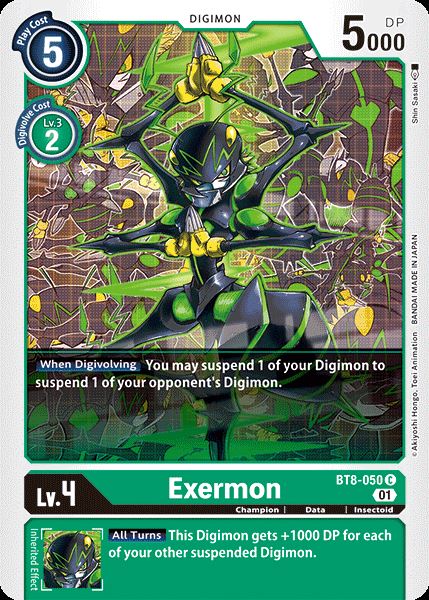 DIGIMON
Play Cost
5
DP
5000
Digivolve Cost
Lv.3
2
Shin Sasaki
When Digivolving You may suspend 1 of your Digimon to
suspend 1 of your opponent's Digimon.
©Akiyoshi Hongo, Toei Animation BANDAI MADE IN JAPAN
Lv.4
Exermon
BT8-050 C
01
Champion | Data | Insectoid
Inherited Effect
All Turns This Digimon gets +1000 DP for each
of your other suspended Digimon.